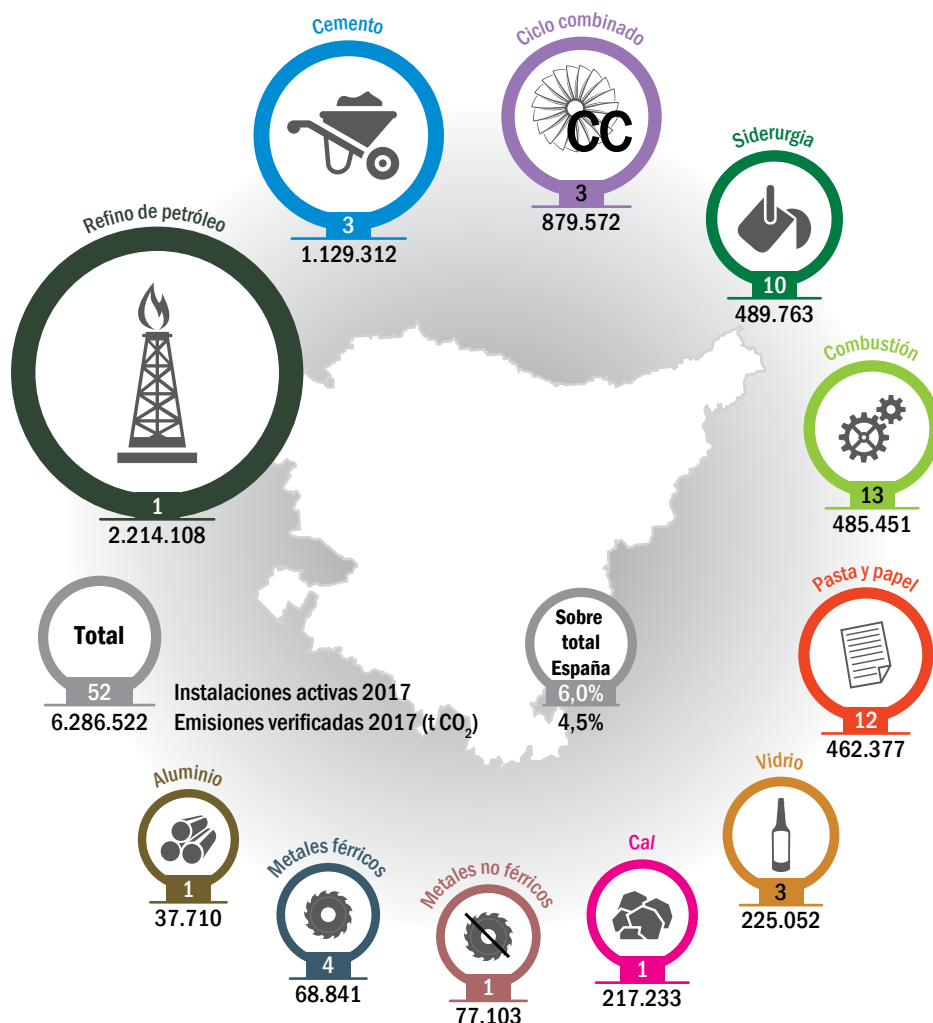 Cemento
3
1.129.312
Ciclo combinado
CC
3
879.572
Siderurgia
10
489.763
Refino de petróleo
1
2.214.108
Combustión
13
485.451
Pasta y papel
12
462.377
Total
52
6.286.522
Instalaciones activas 2017
Emisiones verificadas 2017 (t CO₂)
Sobre
total
España
6,0%
4,5%
Vidrio
3
225.052
Aluminio
1
37.710
Metales férricos
4
68.841
Metales no férricos
1
77.103
Cal
1
217.233